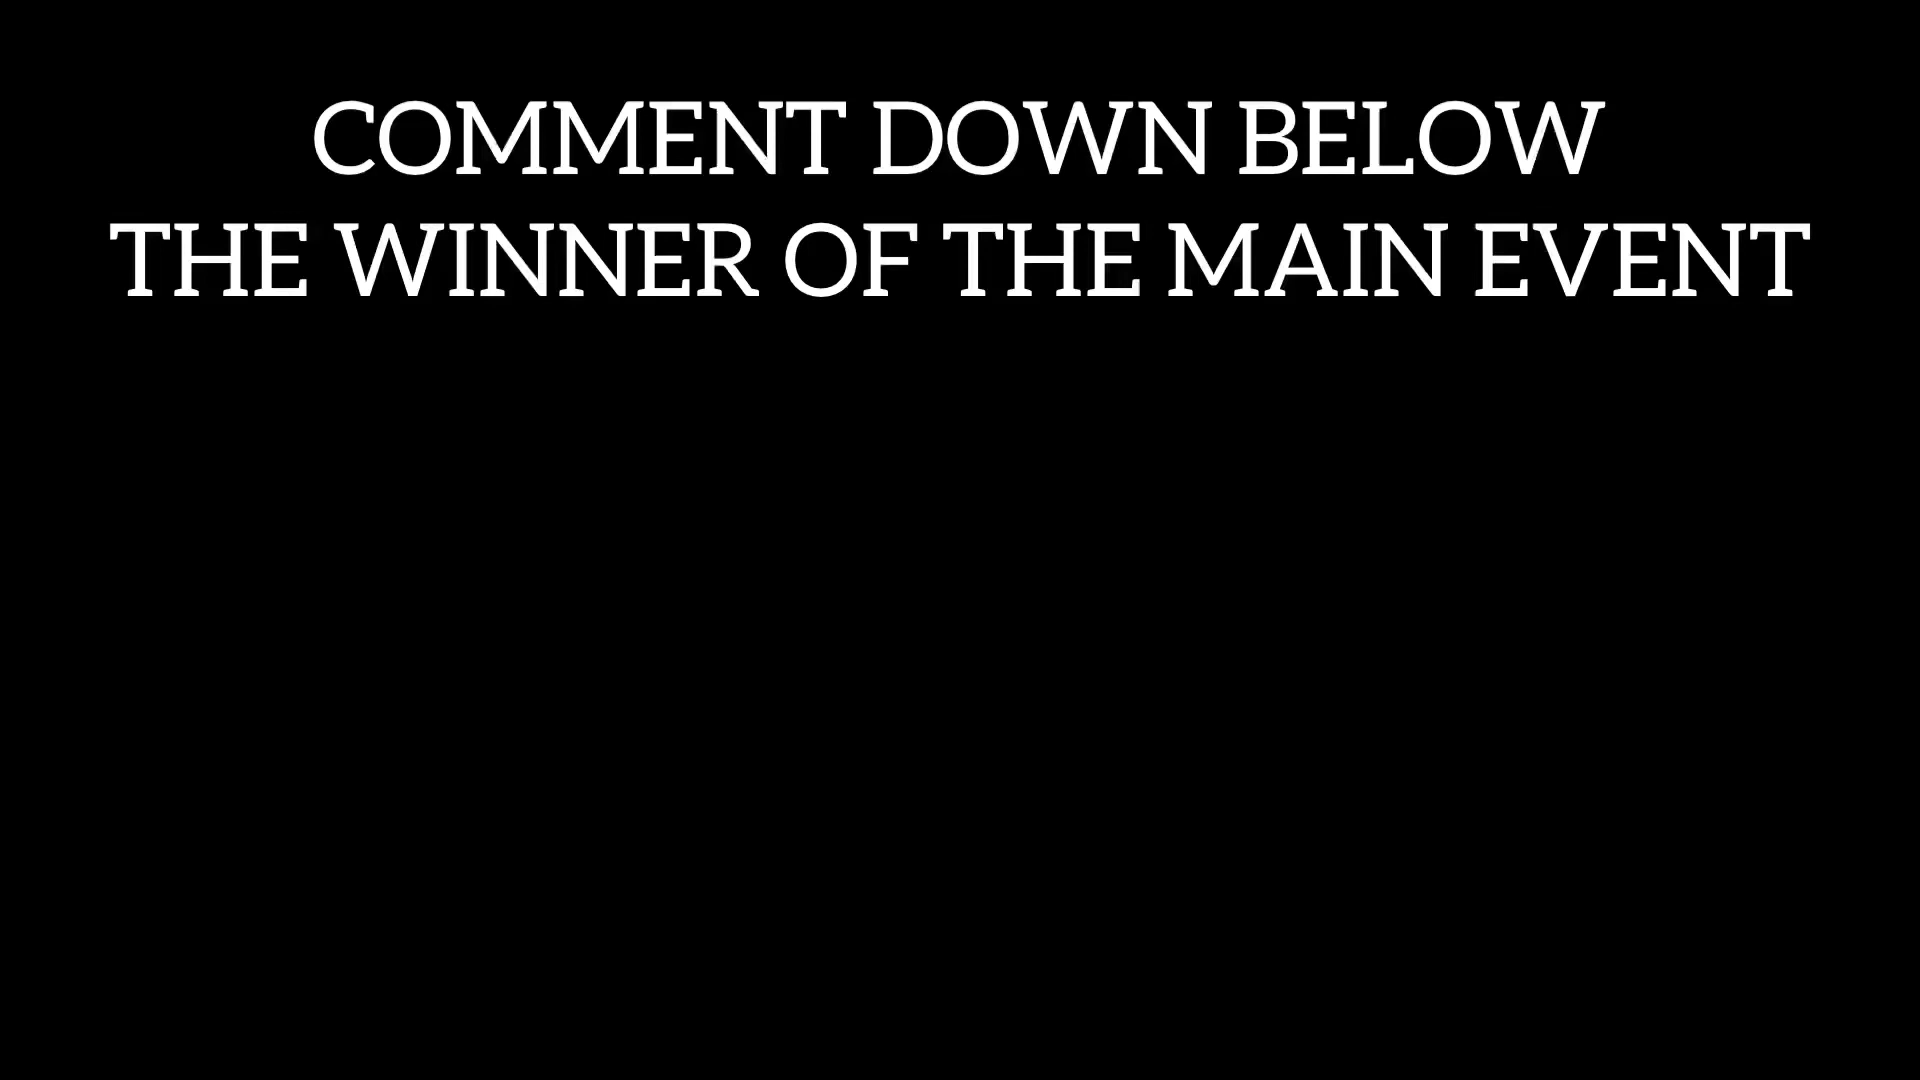 COMMENT DOWN BELOW
THE WINNER OF THE MAIN EVENT